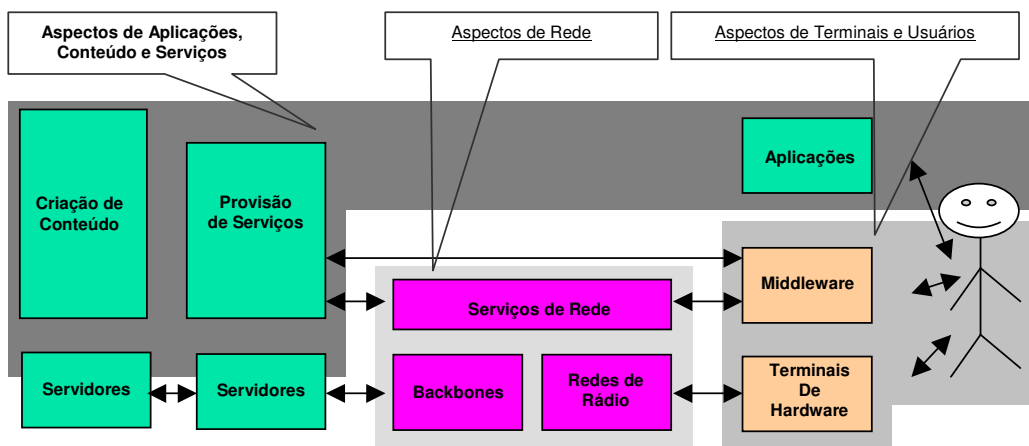 Aspectos de Aplicações,
Conteúdo e Serviços
Aspectos de Rede
Aspectos de Terminais e Usuários
Criação de
Conteúdo
Provisão
de Serviços
Aplicações
Middleware
Serviços de Rede
Servidores
Servidores
Backbones
Redes de
Rádio
Terminais
De
Hardware